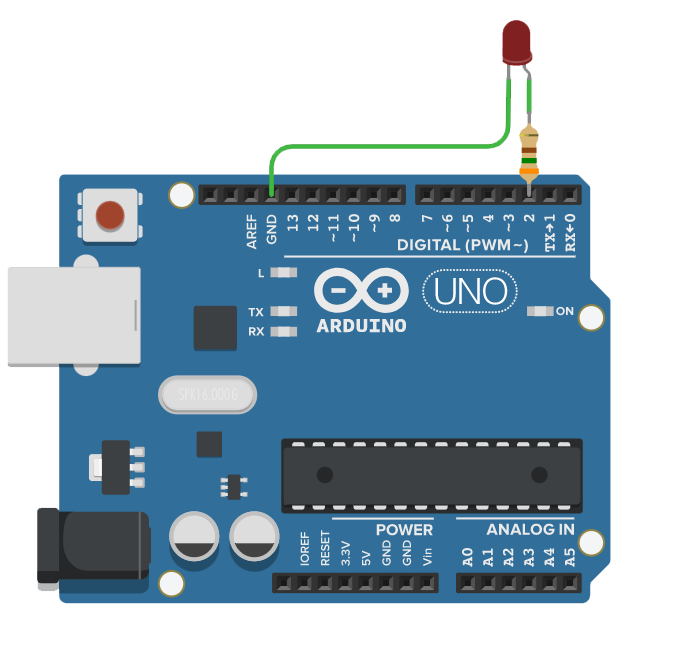 AREF
GND
13
12
~11
~10
~9
8
7
~6
~5
4
~3
2
TX→1
RX←0
DIGITAL (PWM~)
L
TX
RX
UNO
ON
ARDUINO
SPK16.000G
POWER
ANALOG IN
IOREF
RESET
3.3V
5V
GND
GND
Vin
A0
A1
A2
A3
A4
A5